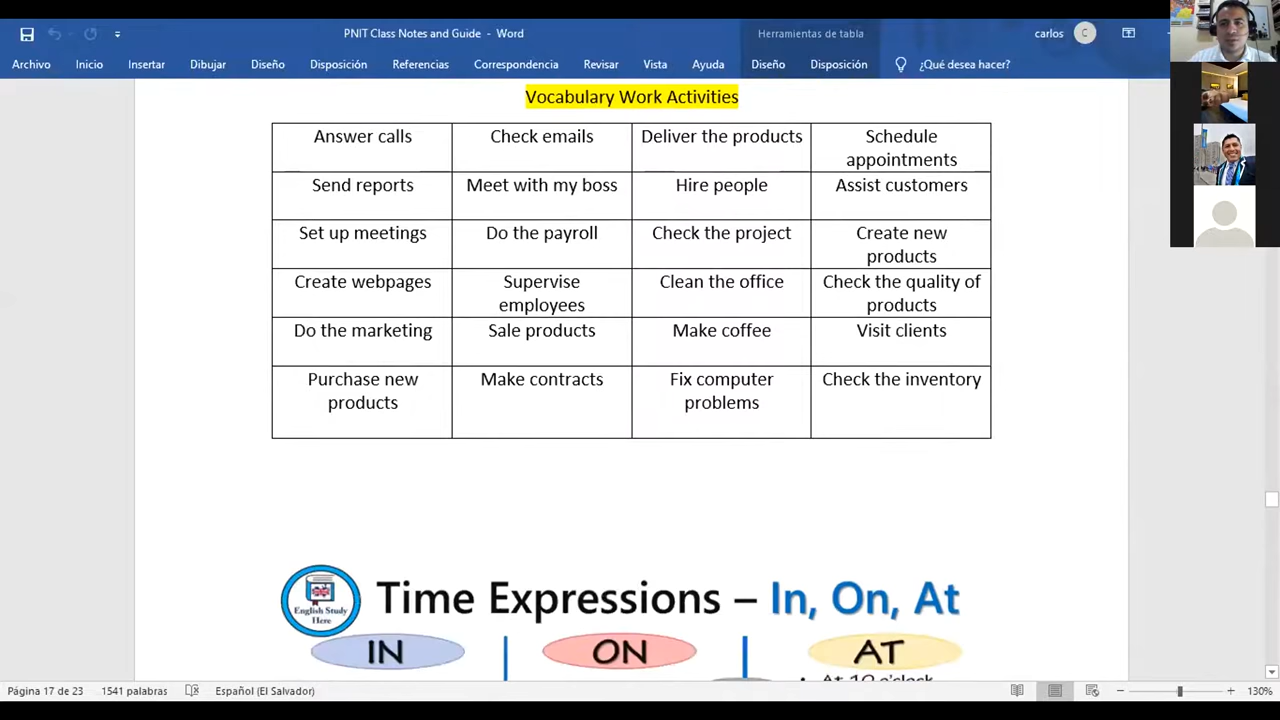 PNIT Class Notes and Guide - Word
Herramientas de tabla
carlos
C
Archivo Inicio Insertar Dibujar Diseño Disposición Referencias Correspondencia Revisar Vista Ayuda Diseño Disposición ¿Qué desea hacer?
Vocabulary Work Activities
Answer calls Check emails Deliver the products Schedule
appointments
Send reports Meet with my boss Hire people Assist customers
Set up meetings Do the payroll Check the project Create new
products
Create webpages Supervise Clean the office Check the quality of
employees products
Do the marketing Sale products Make coffee Visit clients
Purchase new Make contracts Fix computer Check the inventory
products problems
English Study
Here
Time Expressions – In, On, At
IN ON AT
• At 10 o'clock
Página 17 de 23 1541 palabras Español (El Salvador) 130%